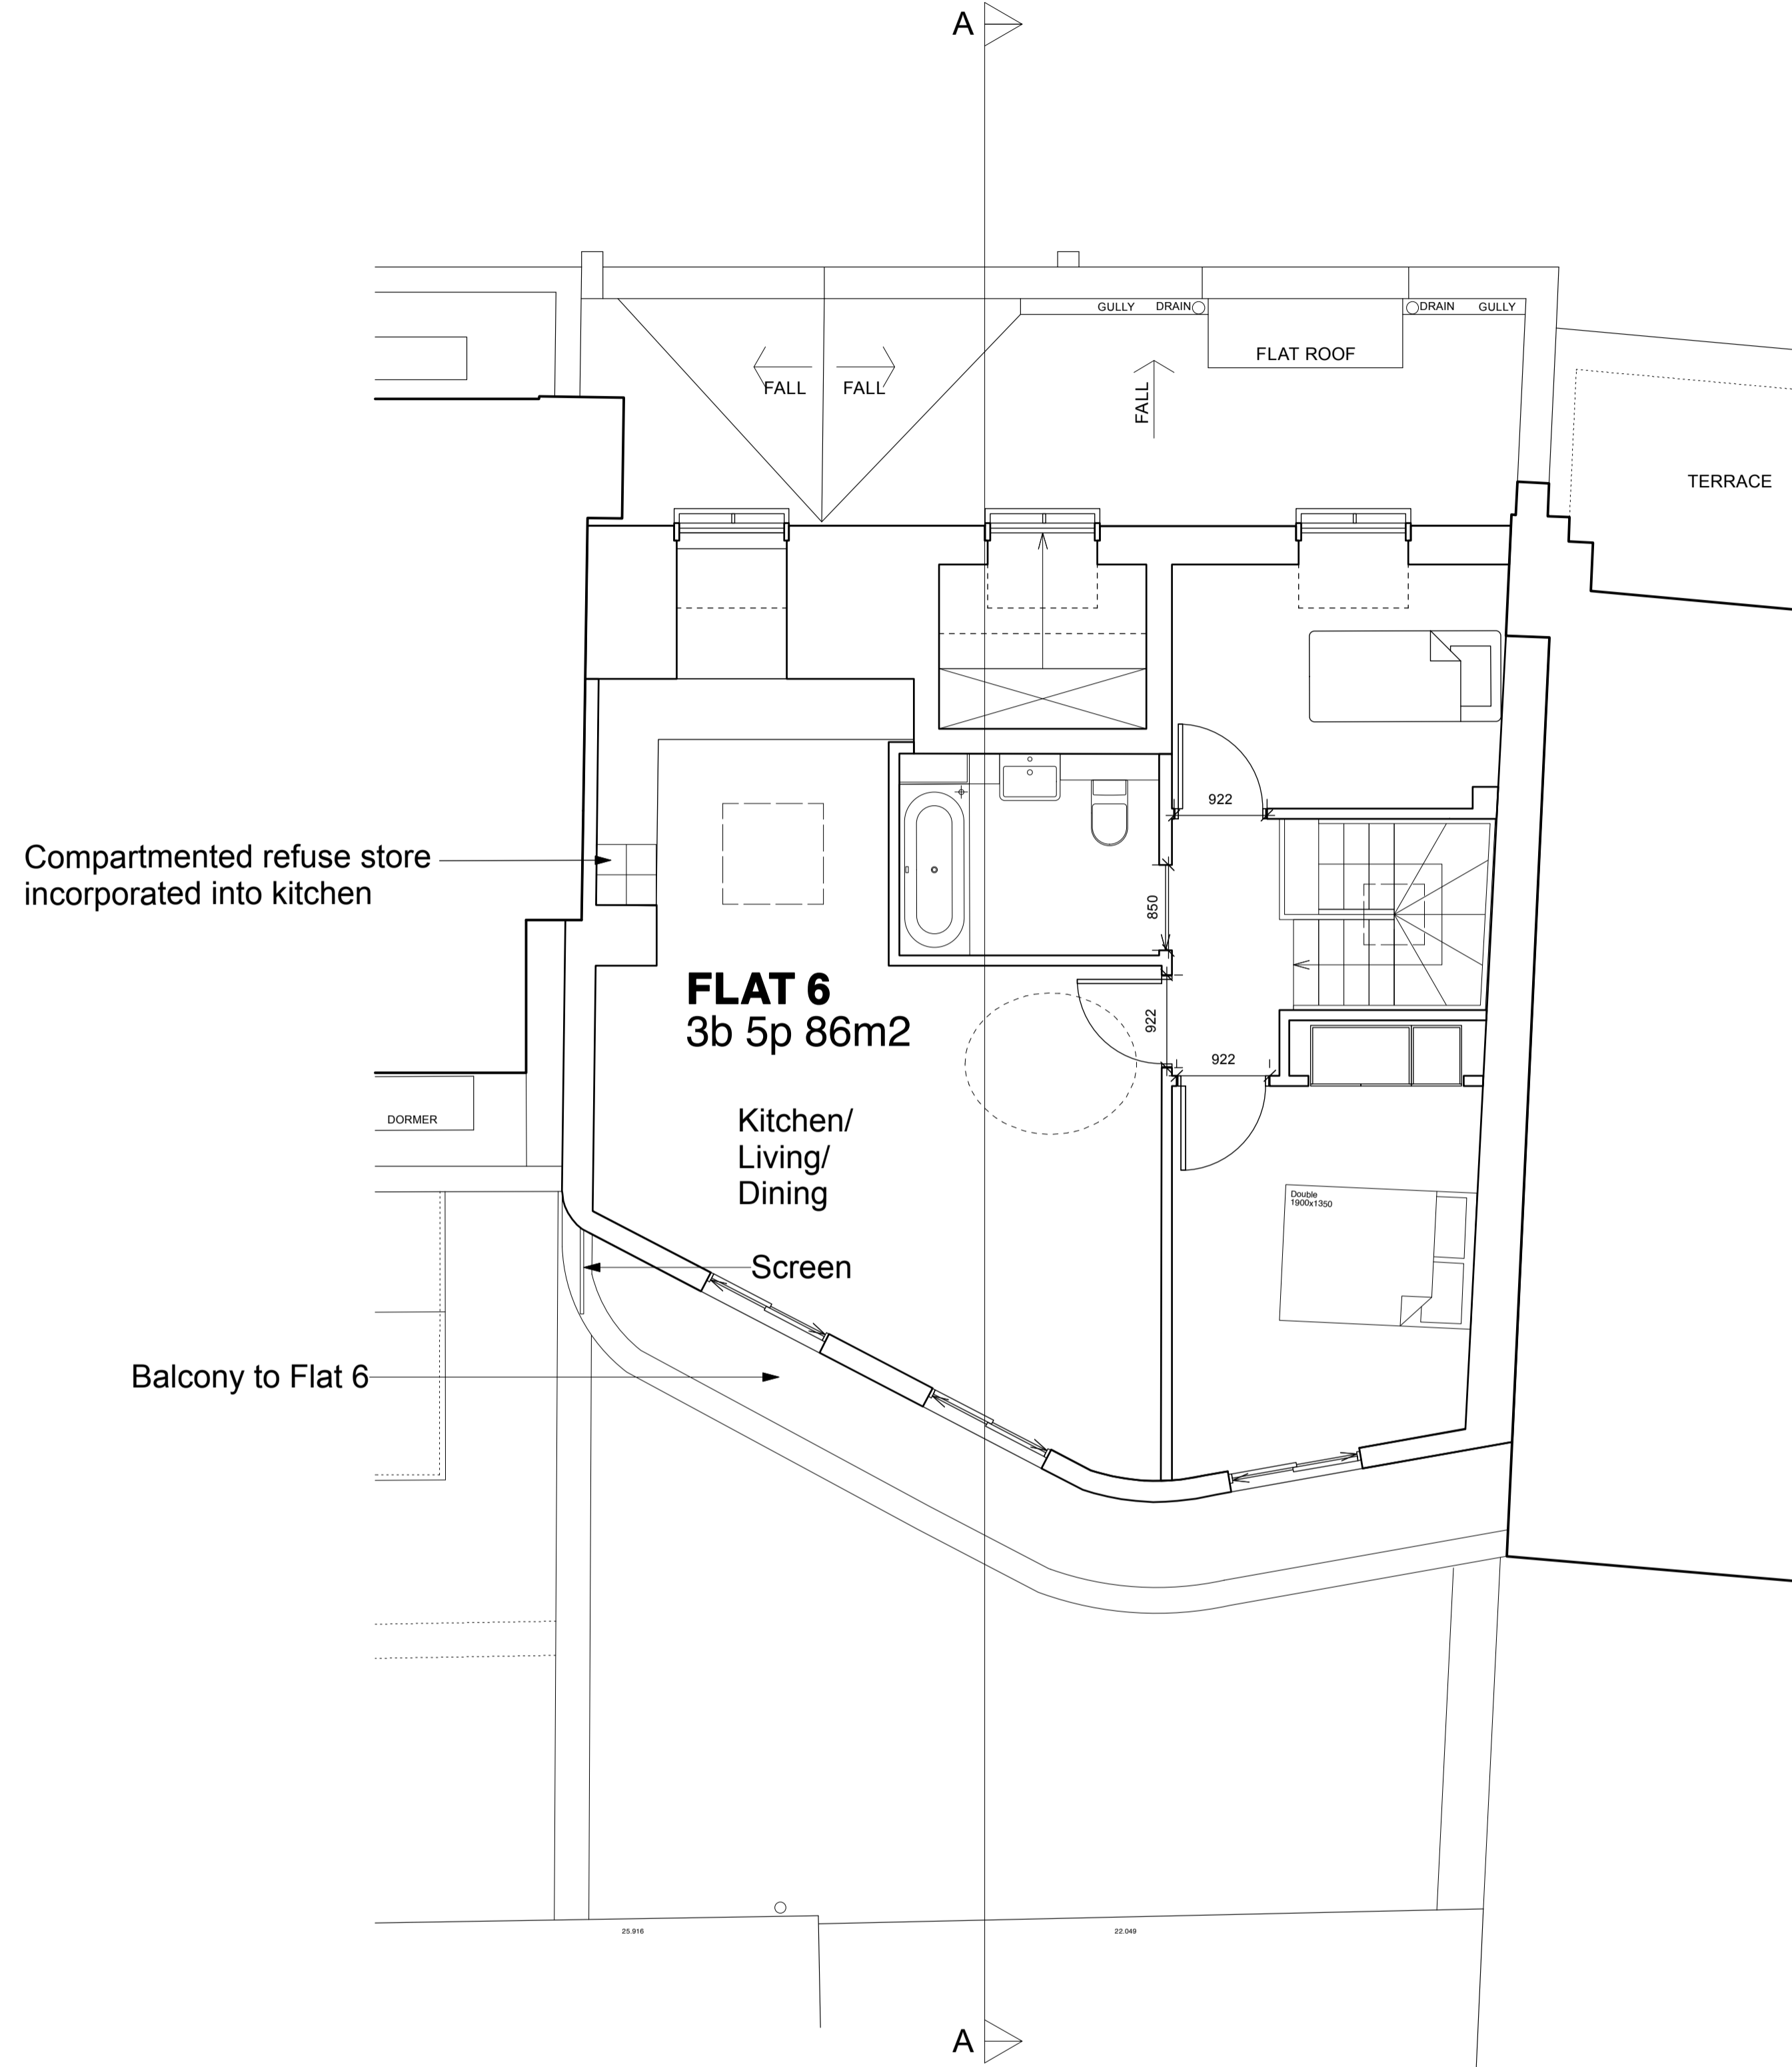 A
GULLY DRAIN
DRAIN GULLY
FLAT ROOF
FALL FALL
FALL
TERRACE
922
Compartmented refuse store
incorporated into kitchen
850
FLAT 6
3b 5p 86m2
922
922
DORMER
Kitchen/
Living/
Dining
Double
1900x1350
Screen
Balcony to Flat 6
25.916
22.049
A